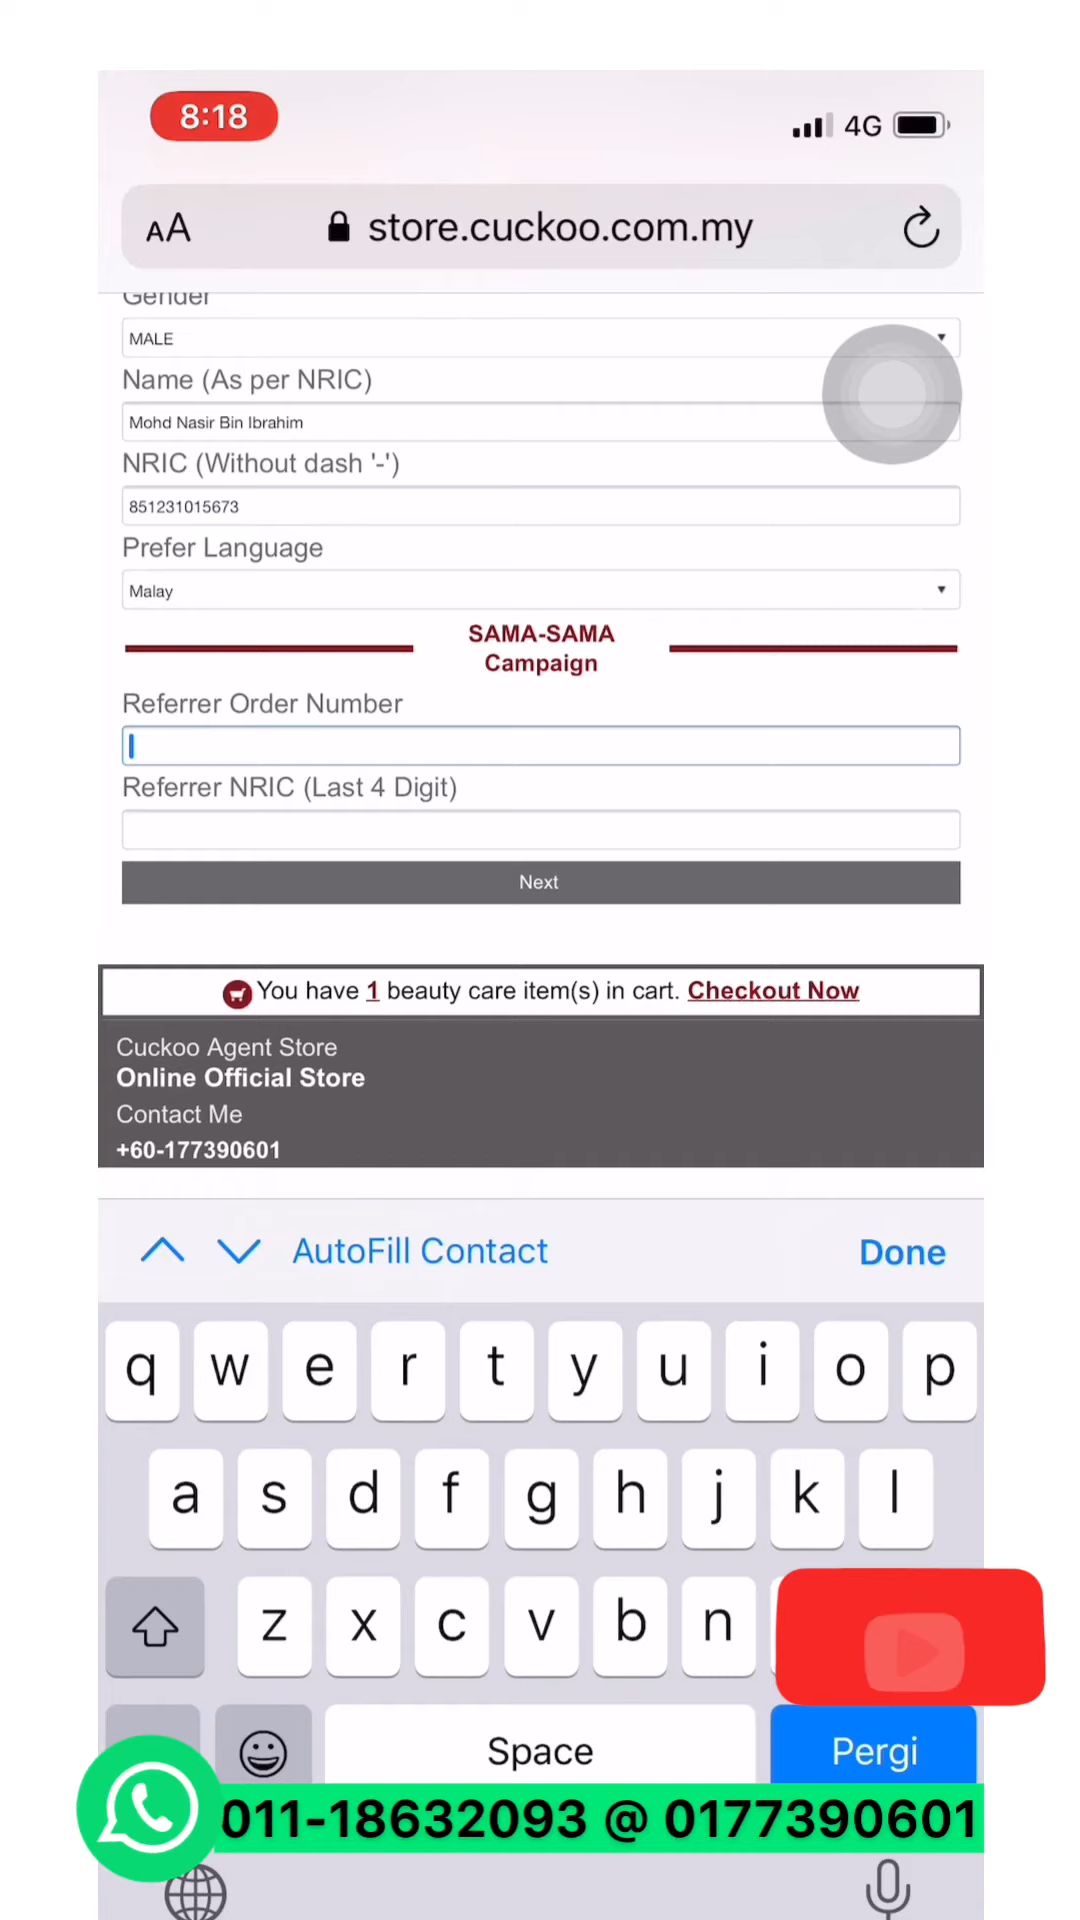 8:18
4G
AA
store.cuckoo.com.my
Gender
MALE
Name (As per NRIC)
Mohd Nasir Bin Ibrahim
NRIC (Without dash '-')
851231015673
Prefer Language
Malay
SAMA-SAMA
Campaign
Referrer Order Number
Referrer NRIC (Last 4 Digit)
Next
You have 1 beauty care item(s) in cart. Checkout Now
Cuckoo Agent Store
Online Official Store
Contact Me
+60-177390601
AutoFill Contact
Done
q w e r t y u i o p
a s d f g h j k l
z x c v b n
Space
Pergi
011-18632093 @ 0177390601